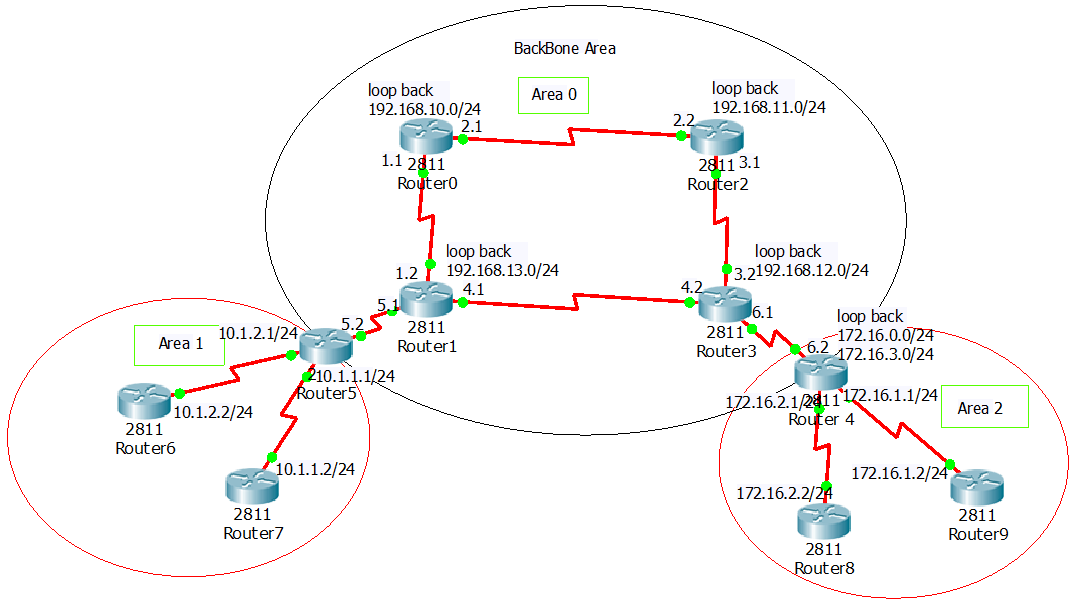 BackBone Area
Area 0
loop back
192.168.10.0/24
2.1
1.1
2811
Router0
loop back
192.168.11.0/24
2.2
3.1
2811
Router2
loop back
192.168.13.0/24
1.2
4.1
5.1
2811
Router1
loop back
192.168.12.0/24
3.2
4.2
6.1
2811
Router3
Area 1
10.1.2.1/24
5.2
10.1.1.1/24
Router5
10.1.2.2/24
2811
Router6
10.1.1.2/24
2811
Router7
loop back
172.16.0.0/24
172.16.3.0/24
6.2
172.16.2.1/24
172.16.1.1/24
2811
Router 4
Area 2
172.16.2.2/24
2811
Router8
172.16.1.2/24
2811
Router9